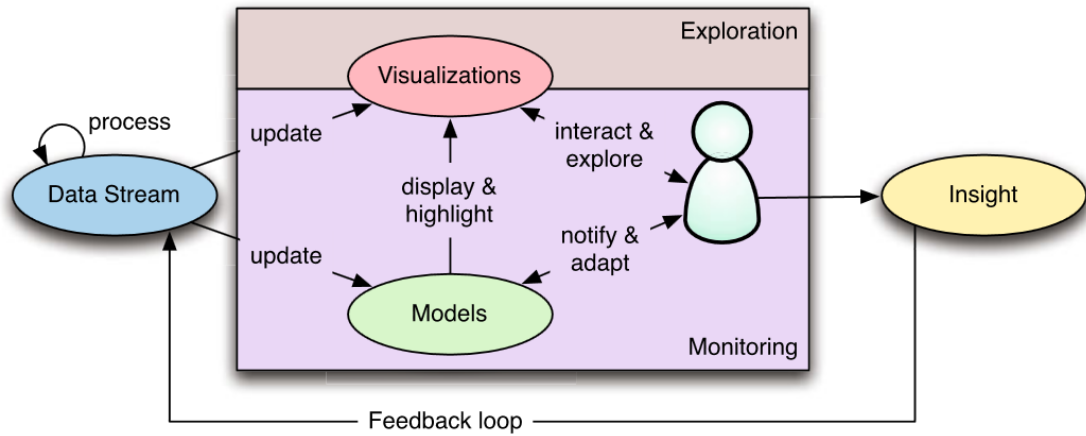 Exploration
Visualizations
process
update
interact &
explore
Data Stream
display &
highlight
Insight
update
notify &
adapt
Models
Monitoring
Feedback loop